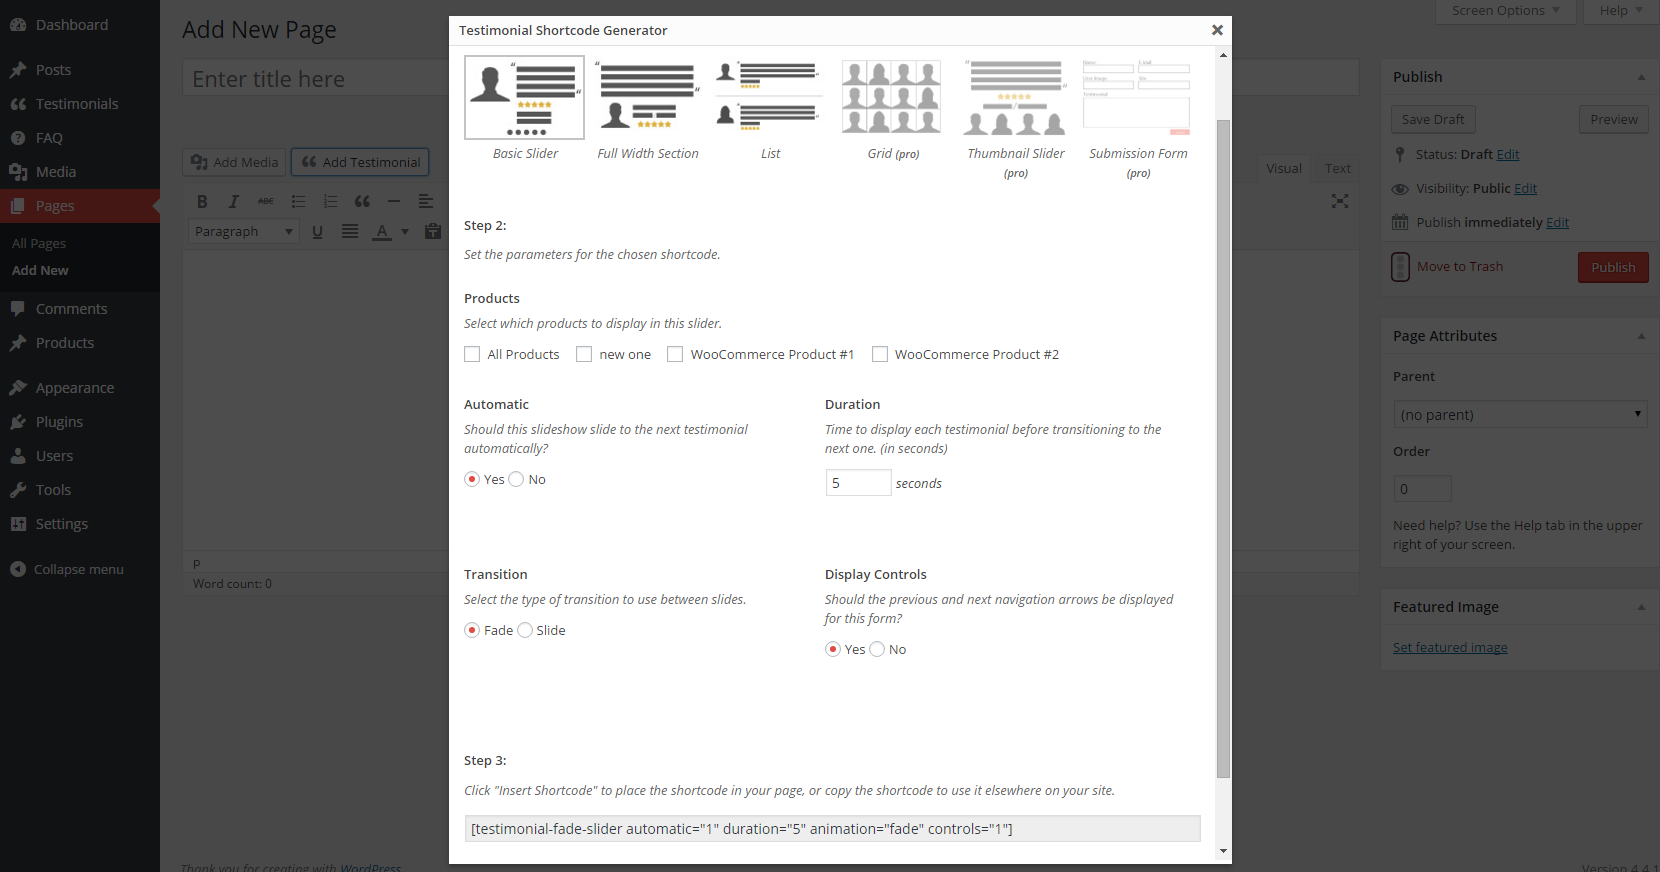 Dashboard
Posts
Testimonials
FAQ
Media
Pages
All Pages
Add New
Comments
Products
Appearance
Plugins
Users
Tools
Settings
Collapse menu
Screen Options
Help
Add New Page
Enter title here
Add Media
Add Testimonial
Visual
Text
B I ABC
Paragraph
U
A
p
Word count: 0
Thank you for creating with WordPress
Version 4.4.1
Testimonial Shortcode Generator
Basic Slider
Full Width Section
List
Grid (pro)
Thumbnail Slider
(pro)
Submission Form
(pro)
Step 2:
Set the parameters for the chosen shortcode.
Products
Select which products to display in this slider.
All Products
new one
WooCommerce Product #1
WooCommerce Product #2
Automatic
Should this slideshow slide to the next testimonial
automatically?
Yes
No
Duration
Time to display each testimonial before transitioning to the
next one. (in seconds)
5 seconds
Transition
Select the type of transition to use between slides.
Fade
Slide
Display Controls
Should the previous and next navigation arrows be displayed
for this form?
Yes
No
Step 3:
Click "Insert Shortcode" to place the shortcode in your page, or copy the shortcode to use it elsewhere on your site.
[testimonial-fade-slider automatic="1" duration="5" animation="fade" controls="1"]
Publish
Save Draft
Preview
Status: Draft Edit
Visibility: Public Edit
Publish immediately Edit
Move to Trash
Publish
Page Attributes
Parent
(no parent)
Order
0
Need help? Use the Help tab in the upper
right of your screen.
Featured Image
Set featured image